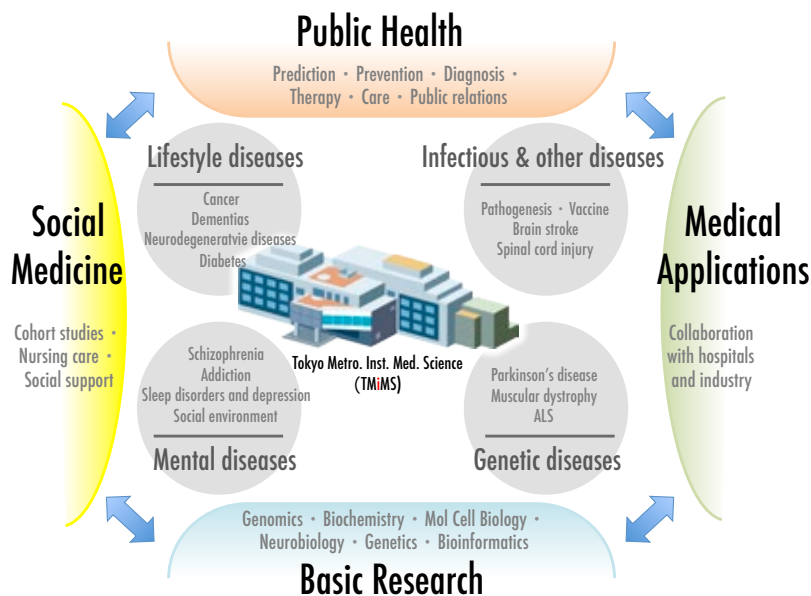 Public Health
Prediction・Prevention・Diagnosis・
Therapy・Care・Public relations
Lifestyle diseases
Cancer
Dementias
Neurodegeneratvie diseases
Diabetes
Infectious & other diseases
Pathogenesis・Vaccine
Brain stroke
Spinal cord injury
Social
Medicine
Cohort studies・
Nursing care・
Social support
Medical
Applications
Collaboration
with hospitals
and industry
Tokyo Metro. Inst. Med. Science
(TMiMS)
Schizophrenia
Addiction
Sleep disorders and depression
Social environment
Mental diseases
Parkinson's disease
Muscular dystrophy
ALS
Genetic diseases
Genomics・Biochemistry・Mol Cell Biology・
Neurobiology・Genetics・Bioinformatics
Basic Research